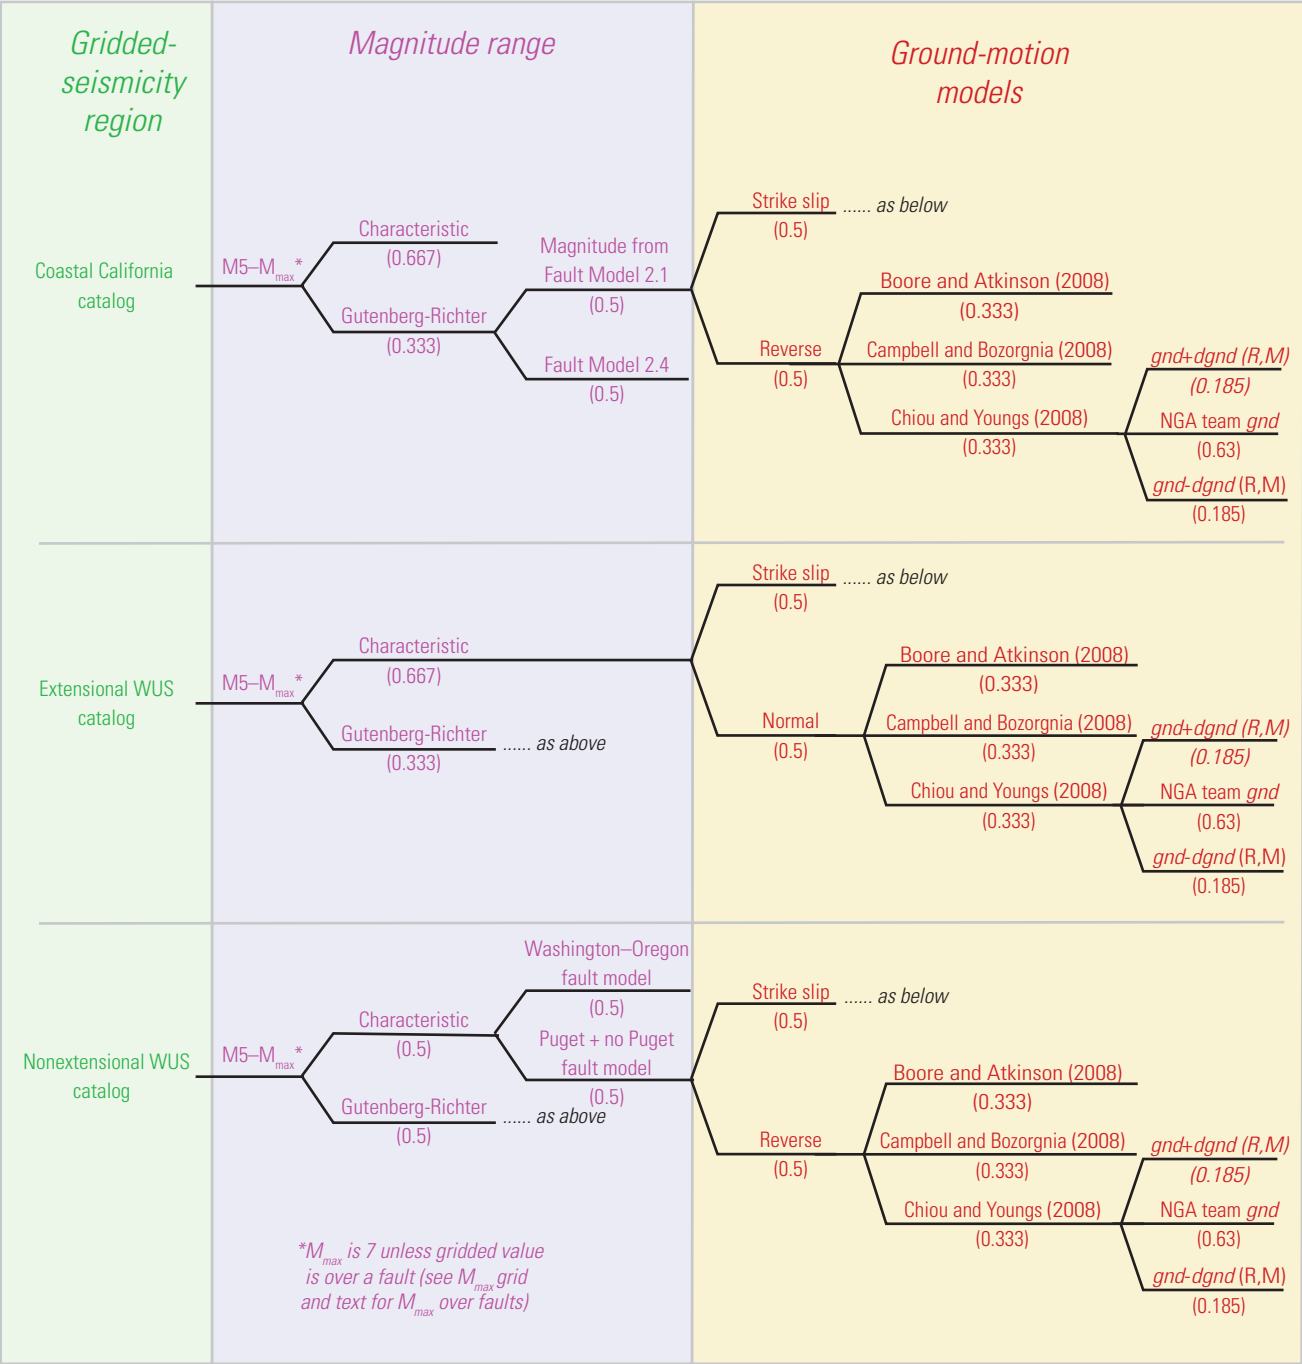 Gridded-
seismicity
region
Magnitude range
Ground-motion
models
Coastal California
catalog
M5–Mmax*
Characteristic
(0.667)
Gutenberg-Richter
(0.333)
Magnitude from
Fault Model 2.1
(0.5)
Fault Model 2.4
(0.5)
Strike slip ...... as below
(0.5)
Reverse
(0.5)
Boore and Atkinson (2008)
(0.333)
Campbell and Bozorgnia (2008)
(0.333)
Chiou and Youngs (2008)
(0.333)
gnd+dgnd (R,M)
(0.185)
NGA team gnd
(0.63)
gnd-dgnd (R,M)
(0.185)
Extensional WUS
catalog
M5–Mmax*
Characteristic
(0.667)
Gutenberg-Richter ...... as above
(0.333)
Strike slip ...... as below
(0.5)
Normal
(0.5)
Boore and Atkinson (2008)
(0.333)
Campbell and Bozorgnia (2008)
(0.333)
Chiou and Youngs (2008)
(0.333)
gnd+dgnd (R,M)
(0.185)
NGA team gnd
(0.63)
gnd-dgnd (R,M)
(0.185)
Nonextensional WUS
catalog
M5–Mmax*
Characteristic
(0.5)
Gutenberg-Richter ...... as above
(0.5)
Washington–Oregon
fault model
(0.5)
Puget + no Puget
fault model
(0.5)
Strike slip ...... as below
(0.5)
Reverse
(0.5)
Boore and Atkinson (2008)
(0.333)
Campbell and Bozorgnia (2008)
(0.333)
Chiou and Youngs (2008)
(0.333)
gnd+dgnd (R,M)
(0.185)
NGA team gnd
(0.63)
gnd-dgnd (R,M)
(0.185)
*Mmax is 7 unless gridded value
is over a fault (see Mmax grid
and text for Mmax over faults)